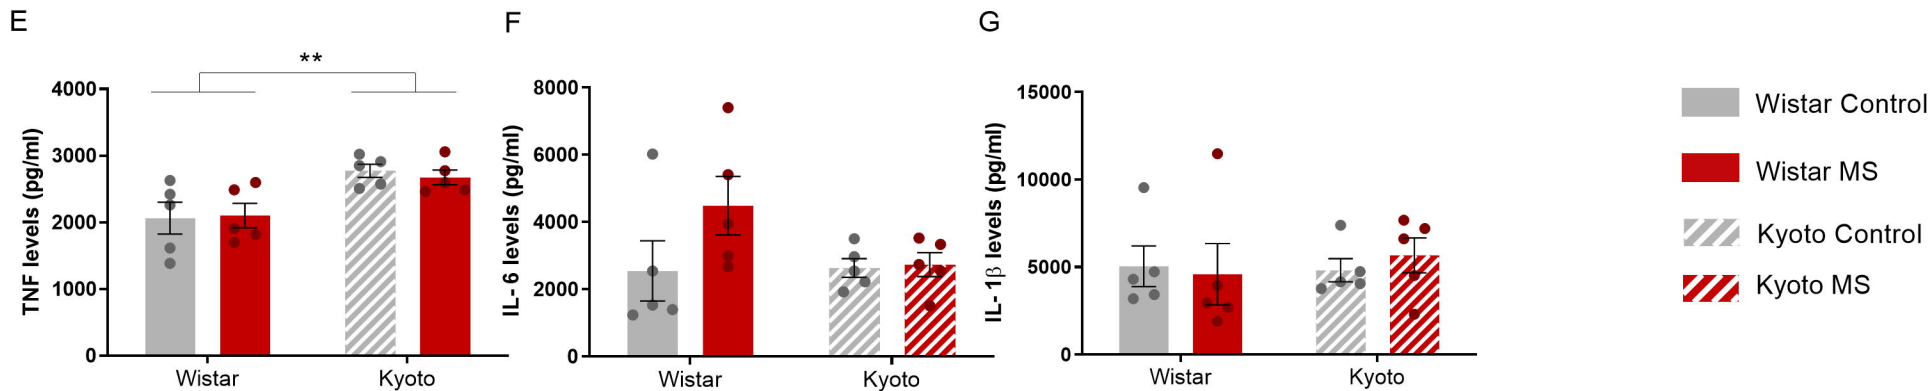 E
**
TNF levels (pg/ml)
4000
3000
2000
1000
0
Wistar
Kyoto
F
IL- 6 levels (pg/ml)
8000
6000
4000
2000
0
Wistar
Kyoto
G
IL- 1β levels (pg/ml)
15000
10000
5000
0
Wistar
Kyoto
Wistar Control
Wistar MS
Kyoto Control
Kyoto MS